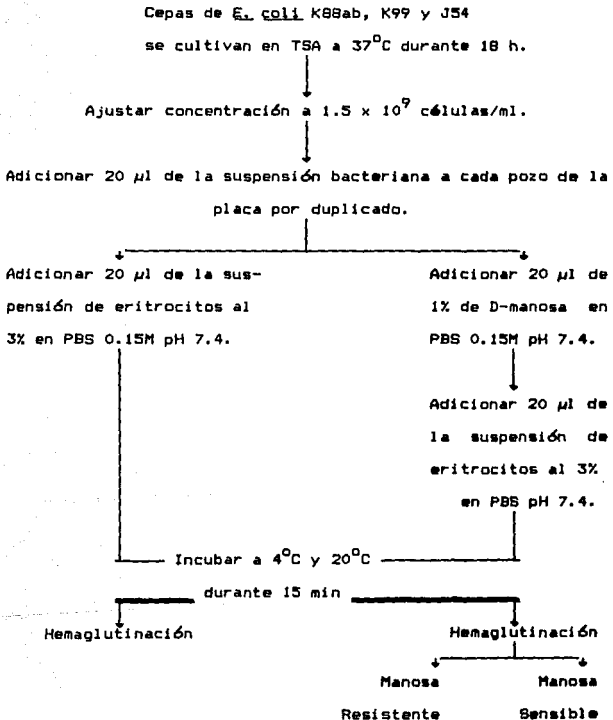 Cepas de E. coli K88ab, K99 y J54
se cultivan en TSA a 37°C durante 18 h.
Ajustar concentración a 1.5 x 10⁹ células/ml.
Adicionar 20 µl de la suspensión bacteriana a cada pozo de la
placa por duplicado.
Adicionar 20 µl de la sus-
pensión de eritrocitos al
3% en PBS 0.15M pH 7.4.
Adicionar 20 µl de
1% de D-manosa en
PBS 0.15M pH 7.4.
Adicionar 20 µl de
la suspensión de
eritrocitos al 3%
en PBS pH 7.4.
Incubar a 4°C y 20°C
durante 15 min
Hemaglutinación
Hemaglutinación
Manosa
Resistente
Manosa
Sensible